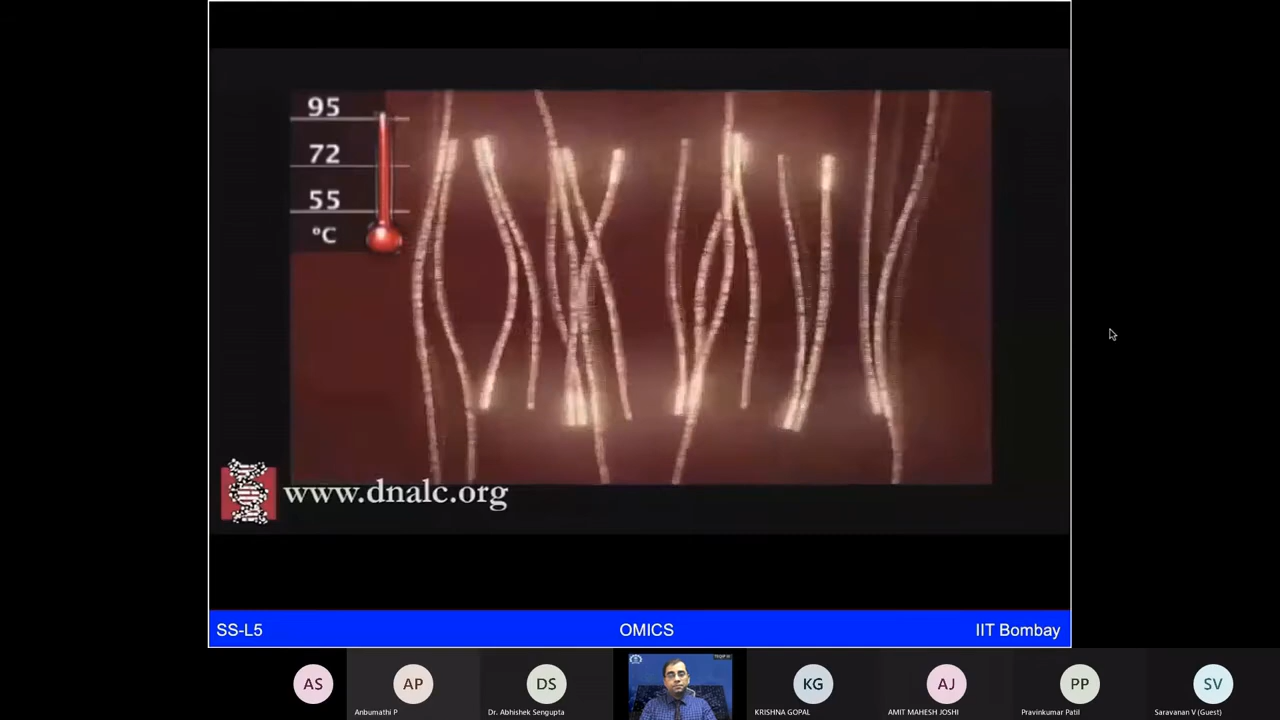 95
72
55
°C
www.dnalc.org
SS-L5
OMICS
IIT Bombay
AS
AP
DS
KG
AJ
PP
SV
Anbumathi P
Dr. Abhishek Sengupta
KRISHNA GOPAL
AMIT MAHESH JOSHI
Pravinkumar Patil
Saravanan V (Guest)